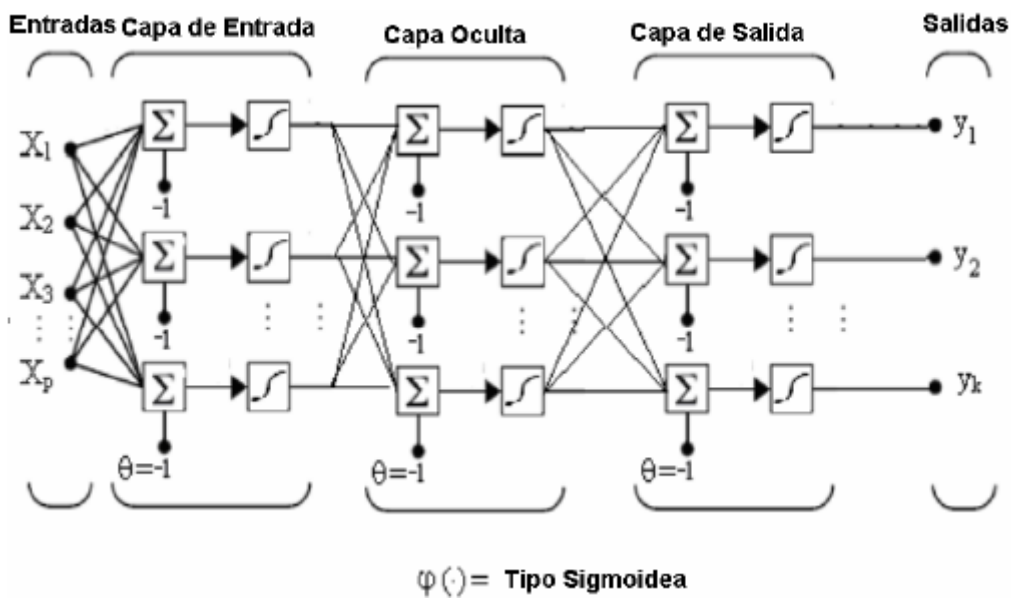 Entradas Capa de Entrada Capa Oculta Capa de Salida Salidas
X1 Σ Σ Σ y1
-1 -1 -1
X2 Σ Σ Σ y2
X3
-1 -1 -1
Xp Σ Σ Σ yk
θ=-1 θ=-1 θ=-1
φ(·)= Tipo Sigmoidea